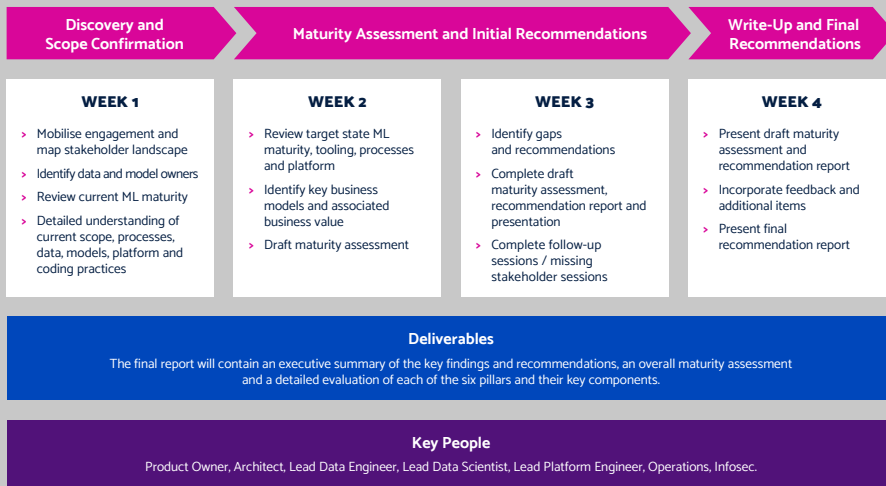 Discovery and
Scope Confirmation
Maturity Assessment and Initial Recommendations
Write-Up and Final
Recommendations
WEEK 1
› Mobilise engagement and
map stakeholder landscape
› Identify data and model owners
› Review current ML maturity
› Detailed understanding of
current scope, processes,
data, models, platform and
coding practices
WEEK 2
› Review target state ML
maturity, tooling, processes
and platform
› Identify key business
models and associated
business value
› Draft maturity assessment
WEEK 3
› Identify gaps
and recommendations
› Complete draft
maturity assessment,
recommendation report and
presentation
› Complete follow-up
sessions / missing
stakeholder sessions
WEEK 4
› Present draft maturity
assessment and
recommendation report
› Incorporate feedback and
additional items
› Present final
recommendation report
Deliverables
The final report will contain an executive summary of the key findings and recommendations, an overall maturity assessment
and a detailed evaluation of each of the six pillars and their key components.
Key People
Product Owner, Architect, Lead Data Engineer, Lead Data Scientist, Lead Platform Engineer, Operations, Infosec.